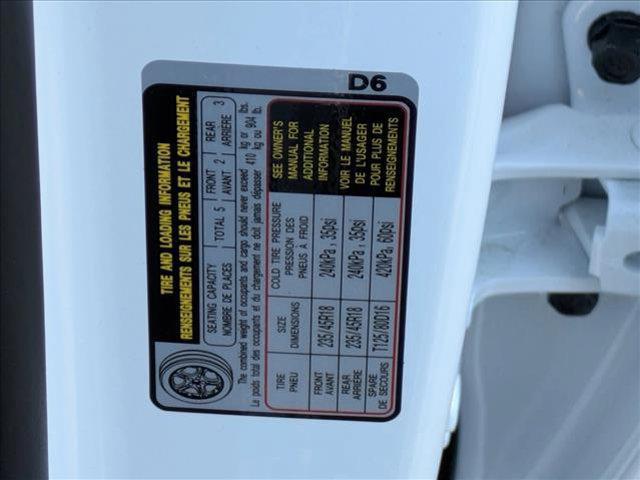 D6
TIRE AND LOADING INFORMATION
RENSEIGNEMENTS SUR LES PNEUS ET LE CHARGEMENT
SEATING CAPACITY TOTAL 5 FRONT 2 REAR 3
NOMBRE DE PLACES AVANT ARRIÈRE
The combined weight of occupants and cargo should never exceed 410 kg or lbs.
Le poids total des occupants et du chargement ne doit jamais dépasser kg ou 904 lb.
TIRE SIZE COLD TIRE PRESSURE SEE OWNER'S
PNEU DIMENSIONS PRESSION DES MANUAL FOR
PNEUS À FROID ADDITIONAL
FRONT 235/45R18 240kPa, 35psi INFORMATION
AVANT
REAR 235/45R18 240kPa, 35psi VOIR LE MANUEL
ARRIÈRE DE L'USAGER
SPARE T125/80D16 420kPa, 60psi POUR PLUS DE
DE SECOURS RENSEIGNEMENTS